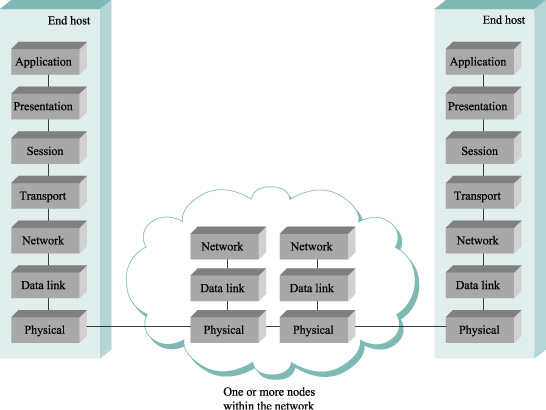 End host
Application
Presentation
Session
Transport
Network
Data link
Physical
Network
Data link
Physical
Network
Data link
Physical
One or more nodes
within the network
End host
Application
Presentation
Session
Transport
Network
Data link
Physical